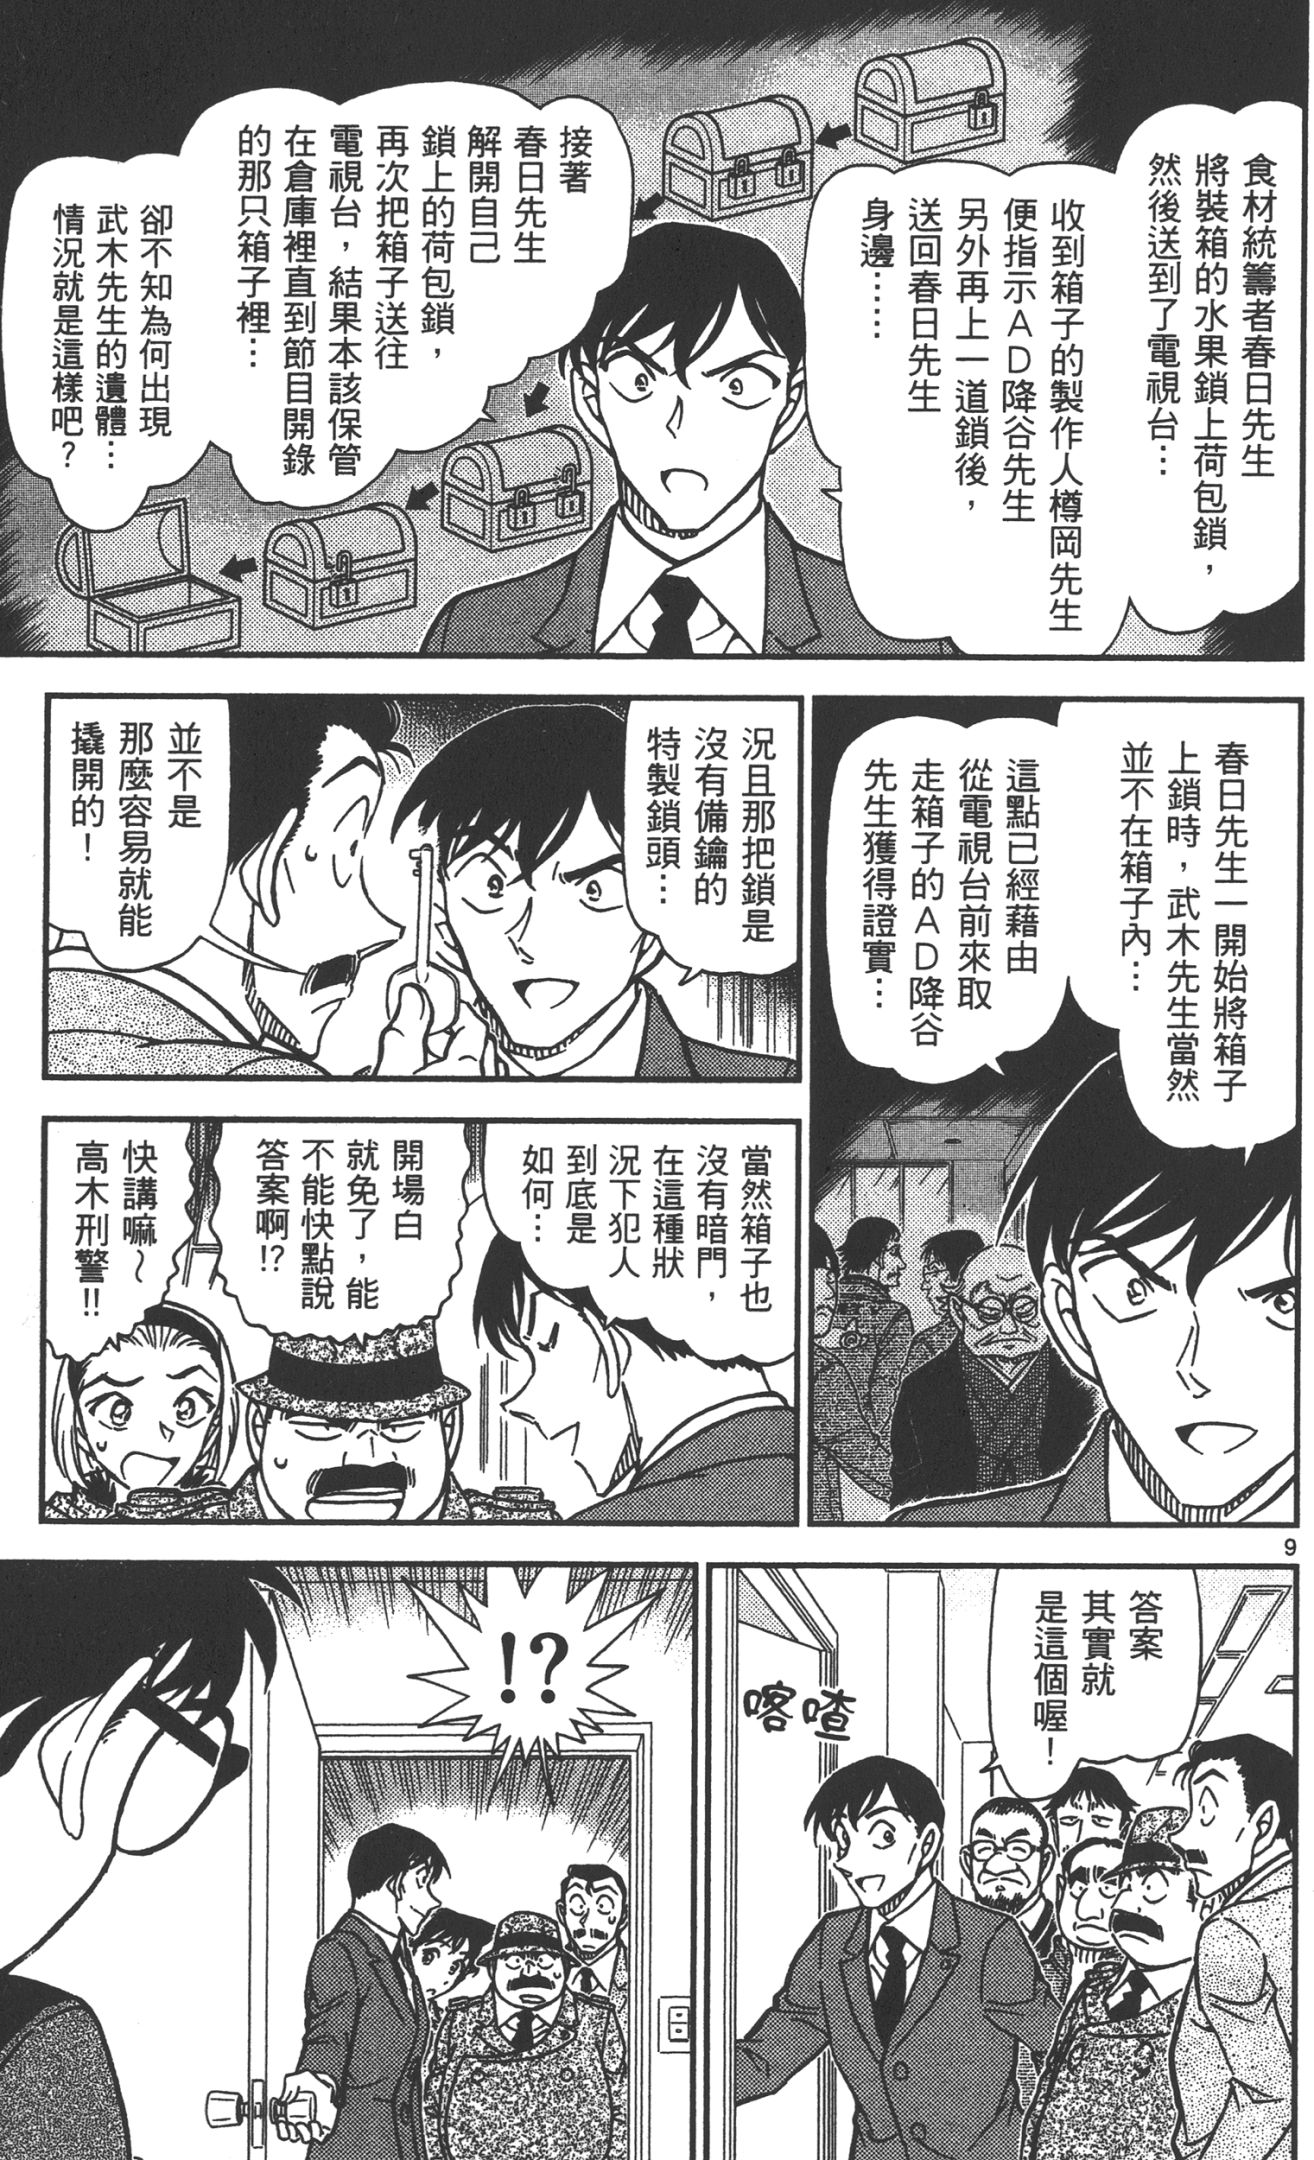 食材統籌者春日先生
將裝箱的水果鎖上荷包鎖，
然後送到了電視台…
收到箱子的製作人樽岡先生
便指示ＡＤ降谷先生
另外再上一道鎖後，
送回春日先生
身邊……
接著
春日先生
解開自己
鎖上的荷包鎖，
再次把箱子送往
電視台，結果本該保管
在倉庫裡直到節目開錄
的那只箱子裡…
卻不知為何出現
武木先生的遺體…
情況就是這樣吧？
春日先生一開始將箱子
上鎖時，武木先生當然
並不在箱子內…
這點已經藉由
從電視台前來取
走箱子的ＡＤ降谷
先生獲得證實…
況且那把鎖是
沒有備鑰的
特製鎖頭…
並不是
那麼容易就能
撬開的！
當然箱子也
沒有暗門，
在這種狀
況下犯人
到底是
如何…
開場白
就免了，能
不能快點說
答案啊!?
快講嘛～
高木刑警!!
9
答案
其實就
是這個喔！
喀喳
!?